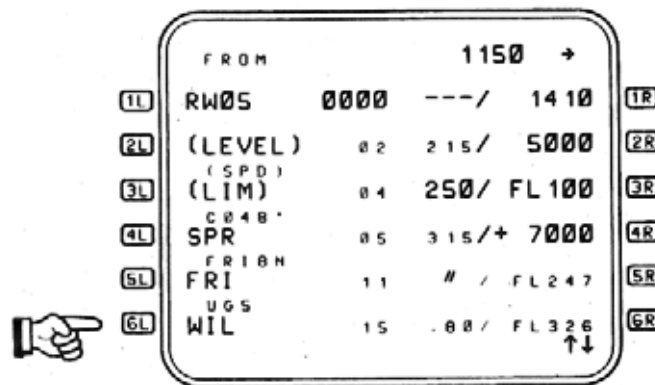 FROM 1150 →
1L RWØ5 0000 ---/ 1410 1R
2L (LEVEL) 02 215/ 5000 2R
(SPD)
3L (LIM) 04 250/ FL100 3R
C048°
4L SPR 05 315/+ 7000 4R
FRI8N
5L FRI 11 " / FL247 5R
UG5
6L WIL 15 .80/ FL326 6R
↑↓